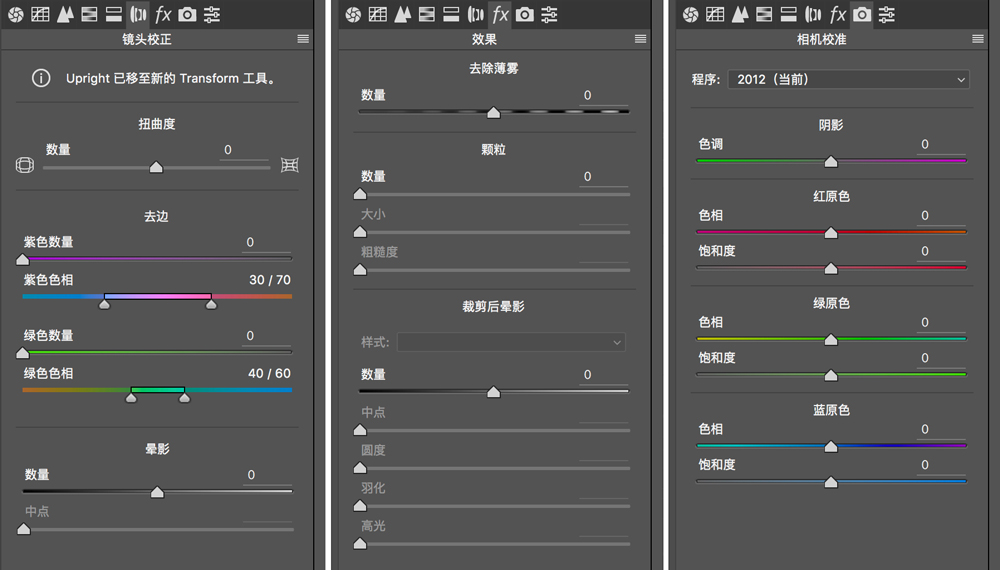 镜头校正
Upright 已移至新的 Transform 工具。
扭曲度
数量 0
去边
紫色数量 0
紫色色相 30 / 70
绿色数量 0
绿色色相 40 / 60
晕影
数量 0
中点
fx
效果
去除薄雾
数量 0
颗粒
数量 0
大小
粗糙度
裁剪后晕影
样式:
数量 0
中点
圆度
羽化
高光
fx
相机校准
程序: 2012（当前）
阴影
色调 0
红原色
色相 0
饱和度 0
绿原色
色相 0
饱和度 0
蓝原色
色相 0
饱和度 0
fx